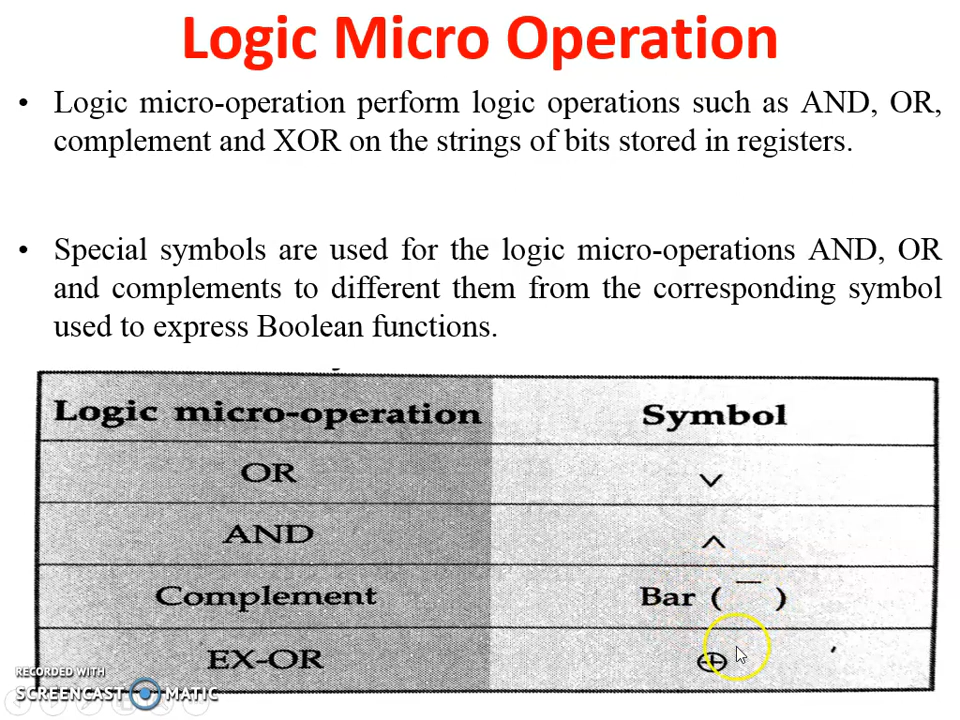 Logic Micro Operation
• Logic micro-operation perform logic operations such as AND, OR,
complement and XOR on the strings of bits stored in registers.
• Special symbols are used for the logic micro-operations AND, OR
and complements to different them from the corresponding symbol
used to express Boolean functions.
Logic micro-operation Symbol
OR ∨
AND ∧
Complement Bar ( ‾ )
EX-OR ⊕
RECORDED WITH
SCREENCAST MATIC